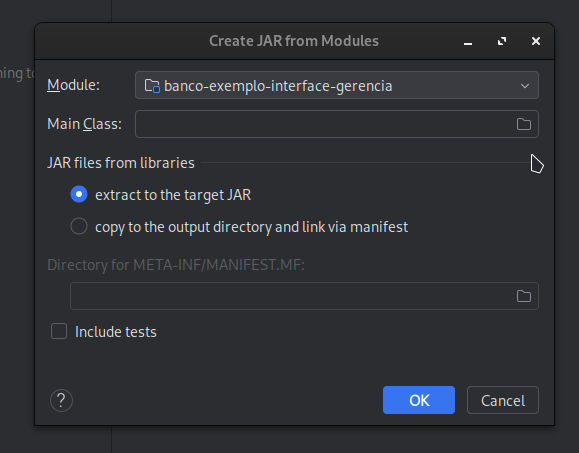 Create JAR from Modules
ning to
Module:
banco-exemplo-interface-gerencia
Main Class:
JAR files from libraries
extract to the target JAR
copy to the output directory and link via manifest
Directory for META-INF/MANIFEST.MF:
Include tests
?
OK
Cancel